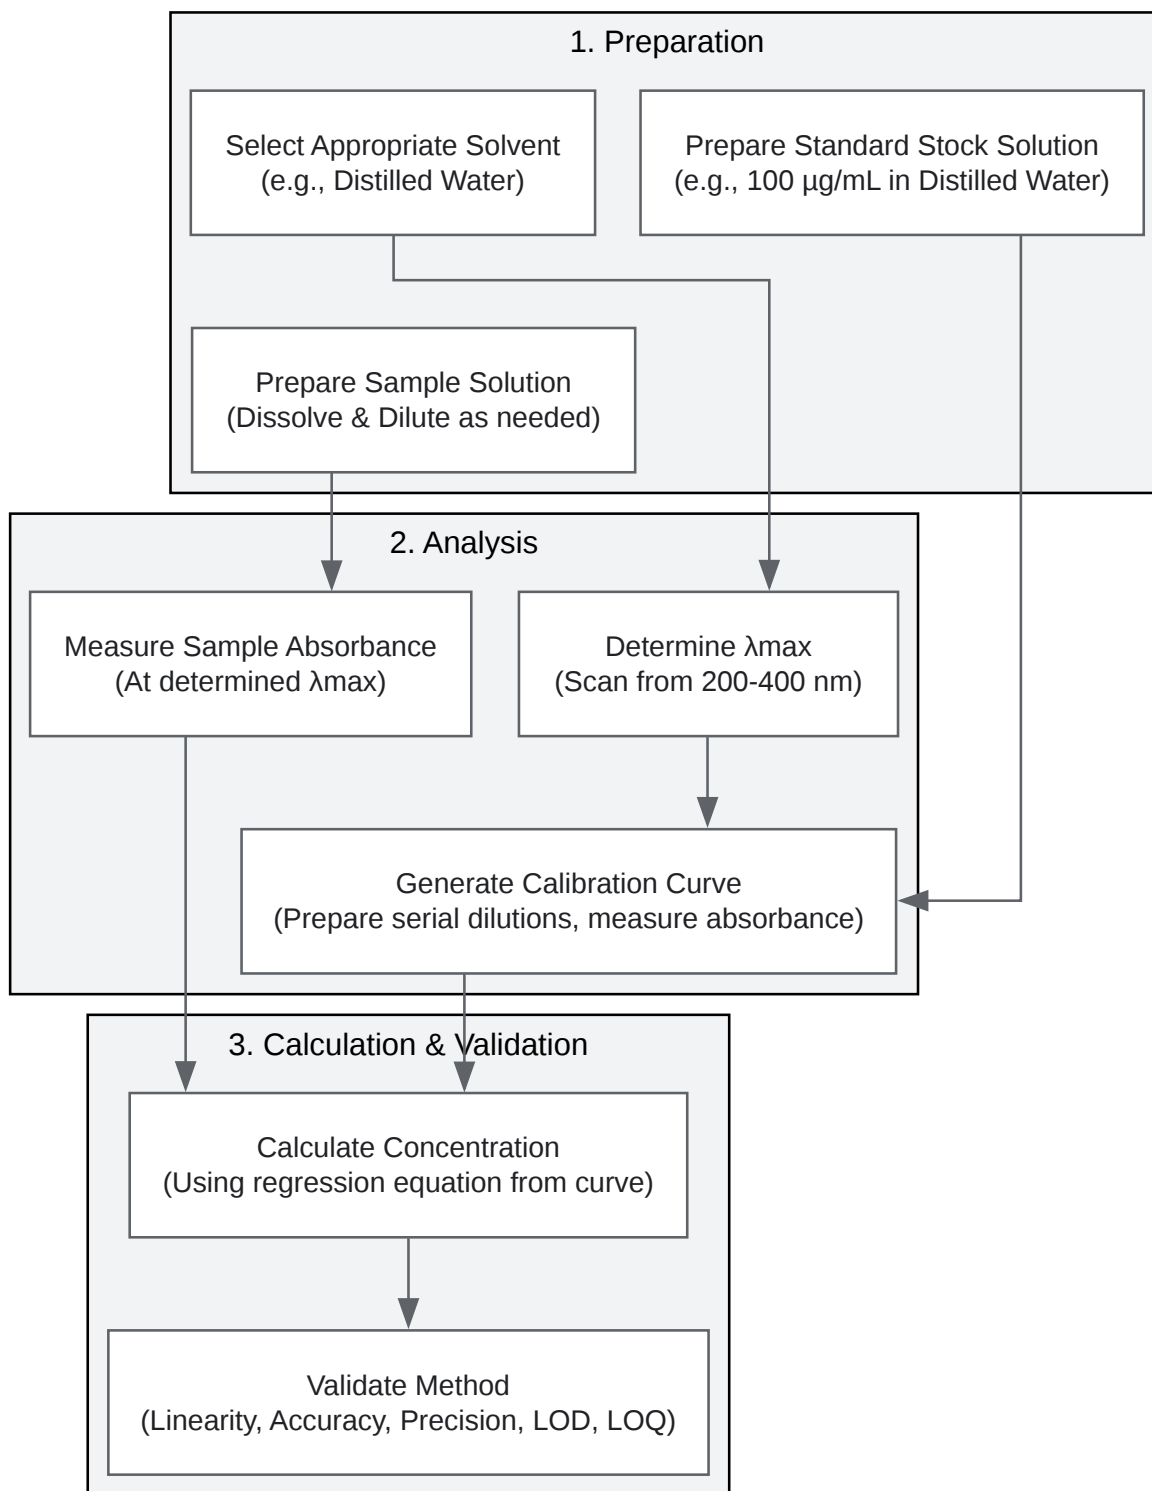 1. Preparation
Select Appropriate Solvent
(e.g., Distilled Water)
Prepare Standard Stock Solution
(e.g., 100 µg/mL in Distilled Water)
Prepare Sample Solution
(Dissolve & Dilute as needed)
2. Analysis
Measure Sample Absorbance
(At determined λmax)
Determine λmax
(Scan from 200-400 nm)
Generate Calibration Curve
(Prepare serial dilutions, measure absorbance)
3. Calculation & Validation
Calculate Concentration
(Using regression equation from curve)
Validate Method
(Linearity, Accuracy, Precision, LOD, LOQ)